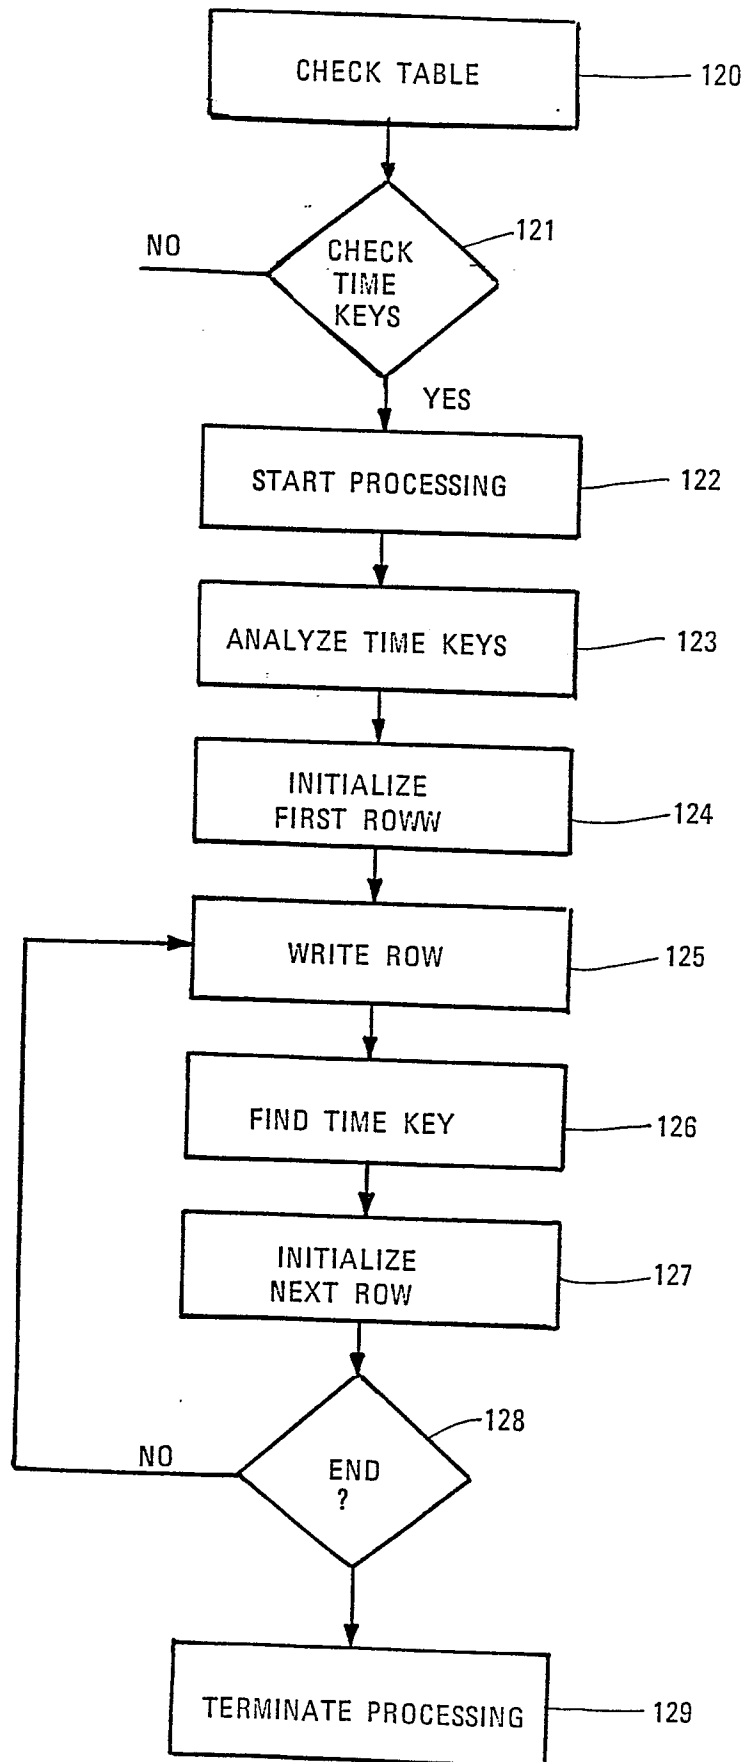 CHECK TABLE
120
121
NO
CHECK
TIME
KEYS
YES
START PROCESSING
122
ANALYZE TIME KEYS
123
INITIALIZE
FIRST ROWW
124
WRITE ROW
125
FIND TIME KEY
126
INITIALIZE
NEXT ROW
127
128
NO
END
?
TERMINATE PROCESSING
129